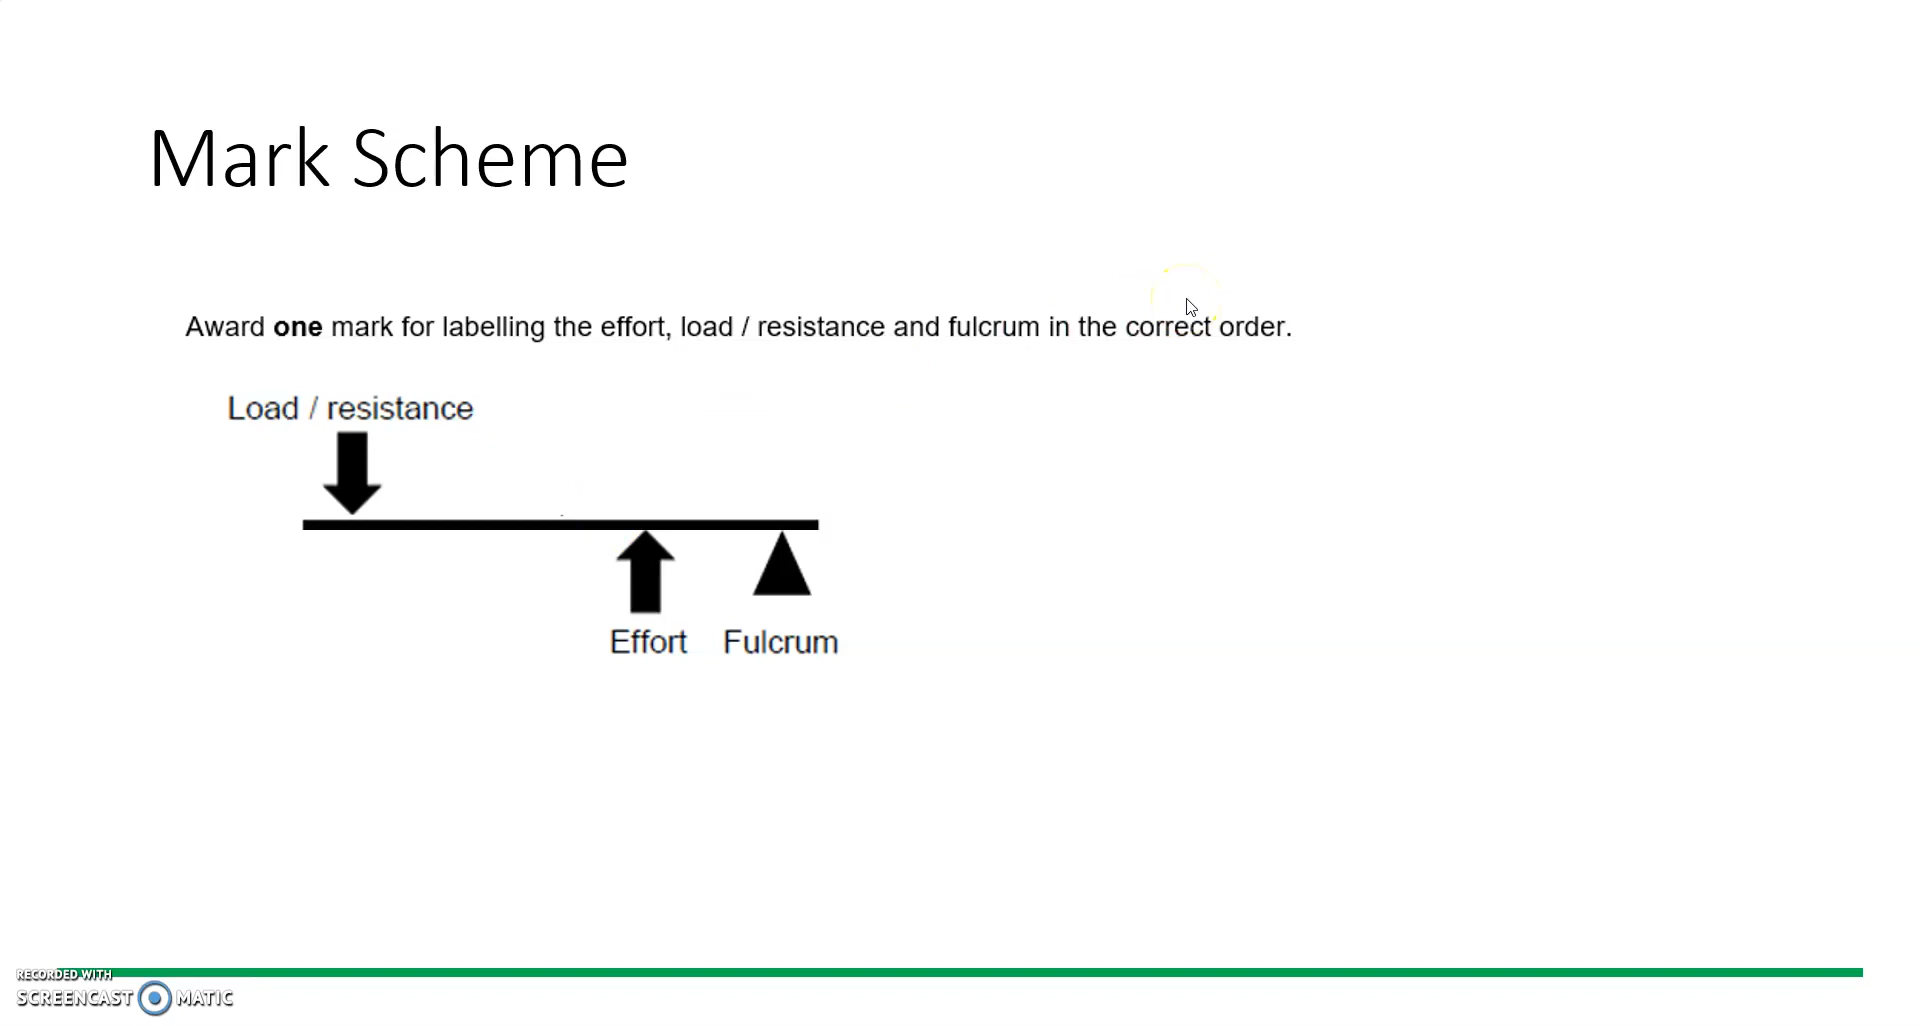 Mark Scheme
Award one mark for labelling the effort, load / resistance and fulcrum in the correct order.
Load / resistance
Effort Fulcrum
RECORDED WITH
SCREENCAST MATIC